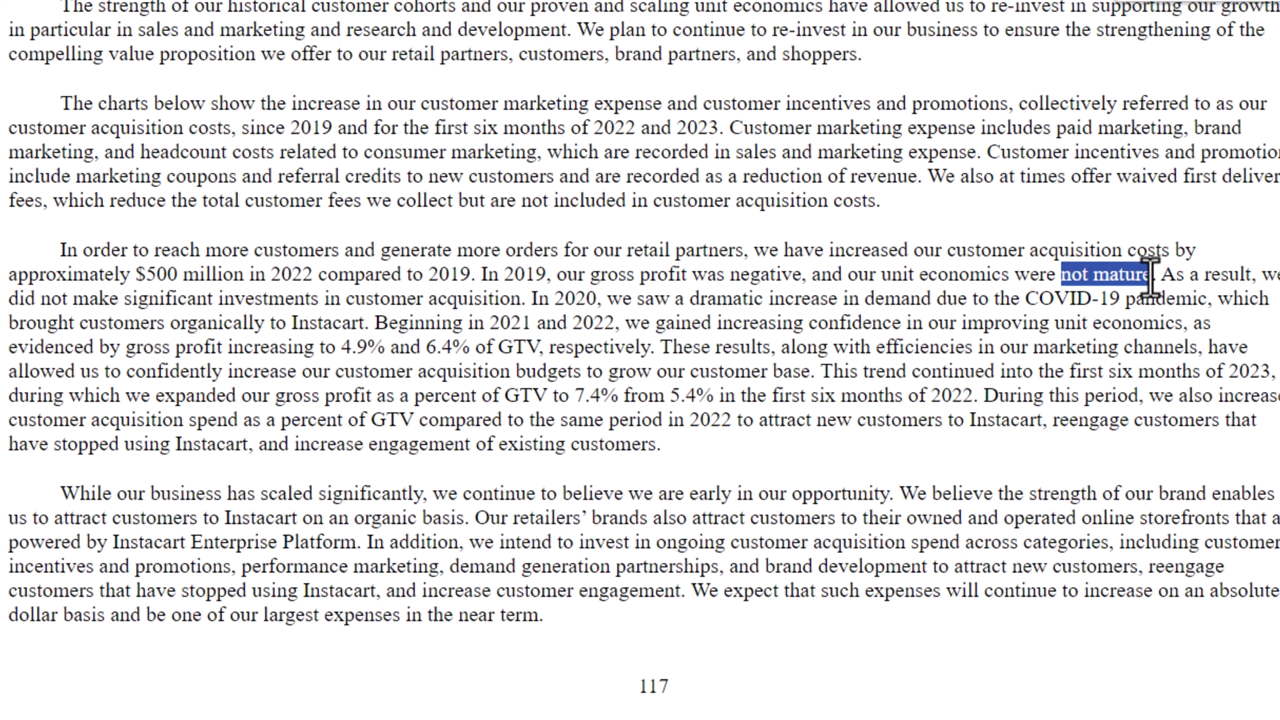 The strength of our historical customer cohorts and our proven and scaling unit economics have allowed us to re-invest in supporting our growth
in particular in sales and marketing and research and development. We plan to continue to re-invest in our business to ensure the strengthening of the
compelling value proposition we offer to our retail partners, customers, brand partners, and shoppers.
The charts below show the increase in our customer marketing expense and customer incentives and promotions, collectively referred to as our
customer acquisition costs, since 2019 and for the first six months of 2022 and 2023. Customer marketing expense includes paid marketing, brand
marketing, and headcount costs related to consumer marketing, which are recorded in sales and marketing expense. Customer incentives and promotio
include marketing coupons and referral credits to new customers and are recorded as a reduction of revenue. We also at times offer waived first deliver
fees, which reduce the total customer fees we collect but are not included in customer acquisition costs.
In order to reach more customers and generate more orders for our retail partners, we have increased our customer acquisition costs by
approximately $500 million in 2022 compared to 2019. In 2019, our gross profit was negative, and our unit economics were not mature. As a result, we
did not make significant investments in customer acquisition. In 2020, we saw a dramatic increase in demand due to the COVID-19 pandemic, which
brought customers organically to Instacart. Beginning in 2021 and 2022, we gained increasing confidence in our improving unit economics, as
evidenced by gross profit increasing to 4.9% and 6.4% of GTV, respectively. These results, along with efficiencies in our marketing channels, have
allowed us to confidently increase our customer acquisition budgets to grow our customer base. This trend continued into the first six months of 2023,
during which we expanded our gross profit as a percent of GTV to 7.4% from 5.4% in the first six months of 2022. During this period, we also increas
customer acquisition spend as a percent of GTV compared to the same period in 2022 to attract new customers to Instacart, reengage customers that
have stopped using Instacart, and increase engagement of existing customers.
While our business has scaled significantly, we continue to believe we are early in our opportunity. We believe the strength of our brand enables
us to attract customers to Instacart on an organic basis. Our retailers’ brands also attract customers to their owned and operated online storefronts that a
powered by Instacart Enterprise Platform. In addition, we intend to invest in ongoing customer acquisition spend across categories, including customer
incentives and promotions, performance marketing, demand generation partnerships, and brand development to attract new customers, reengage
customers that have stopped using Instacart, and increase customer engagement. We expect that such expenses will continue to increase on an absolute
dollar basis and be one of our largest expenses in the near term.
117